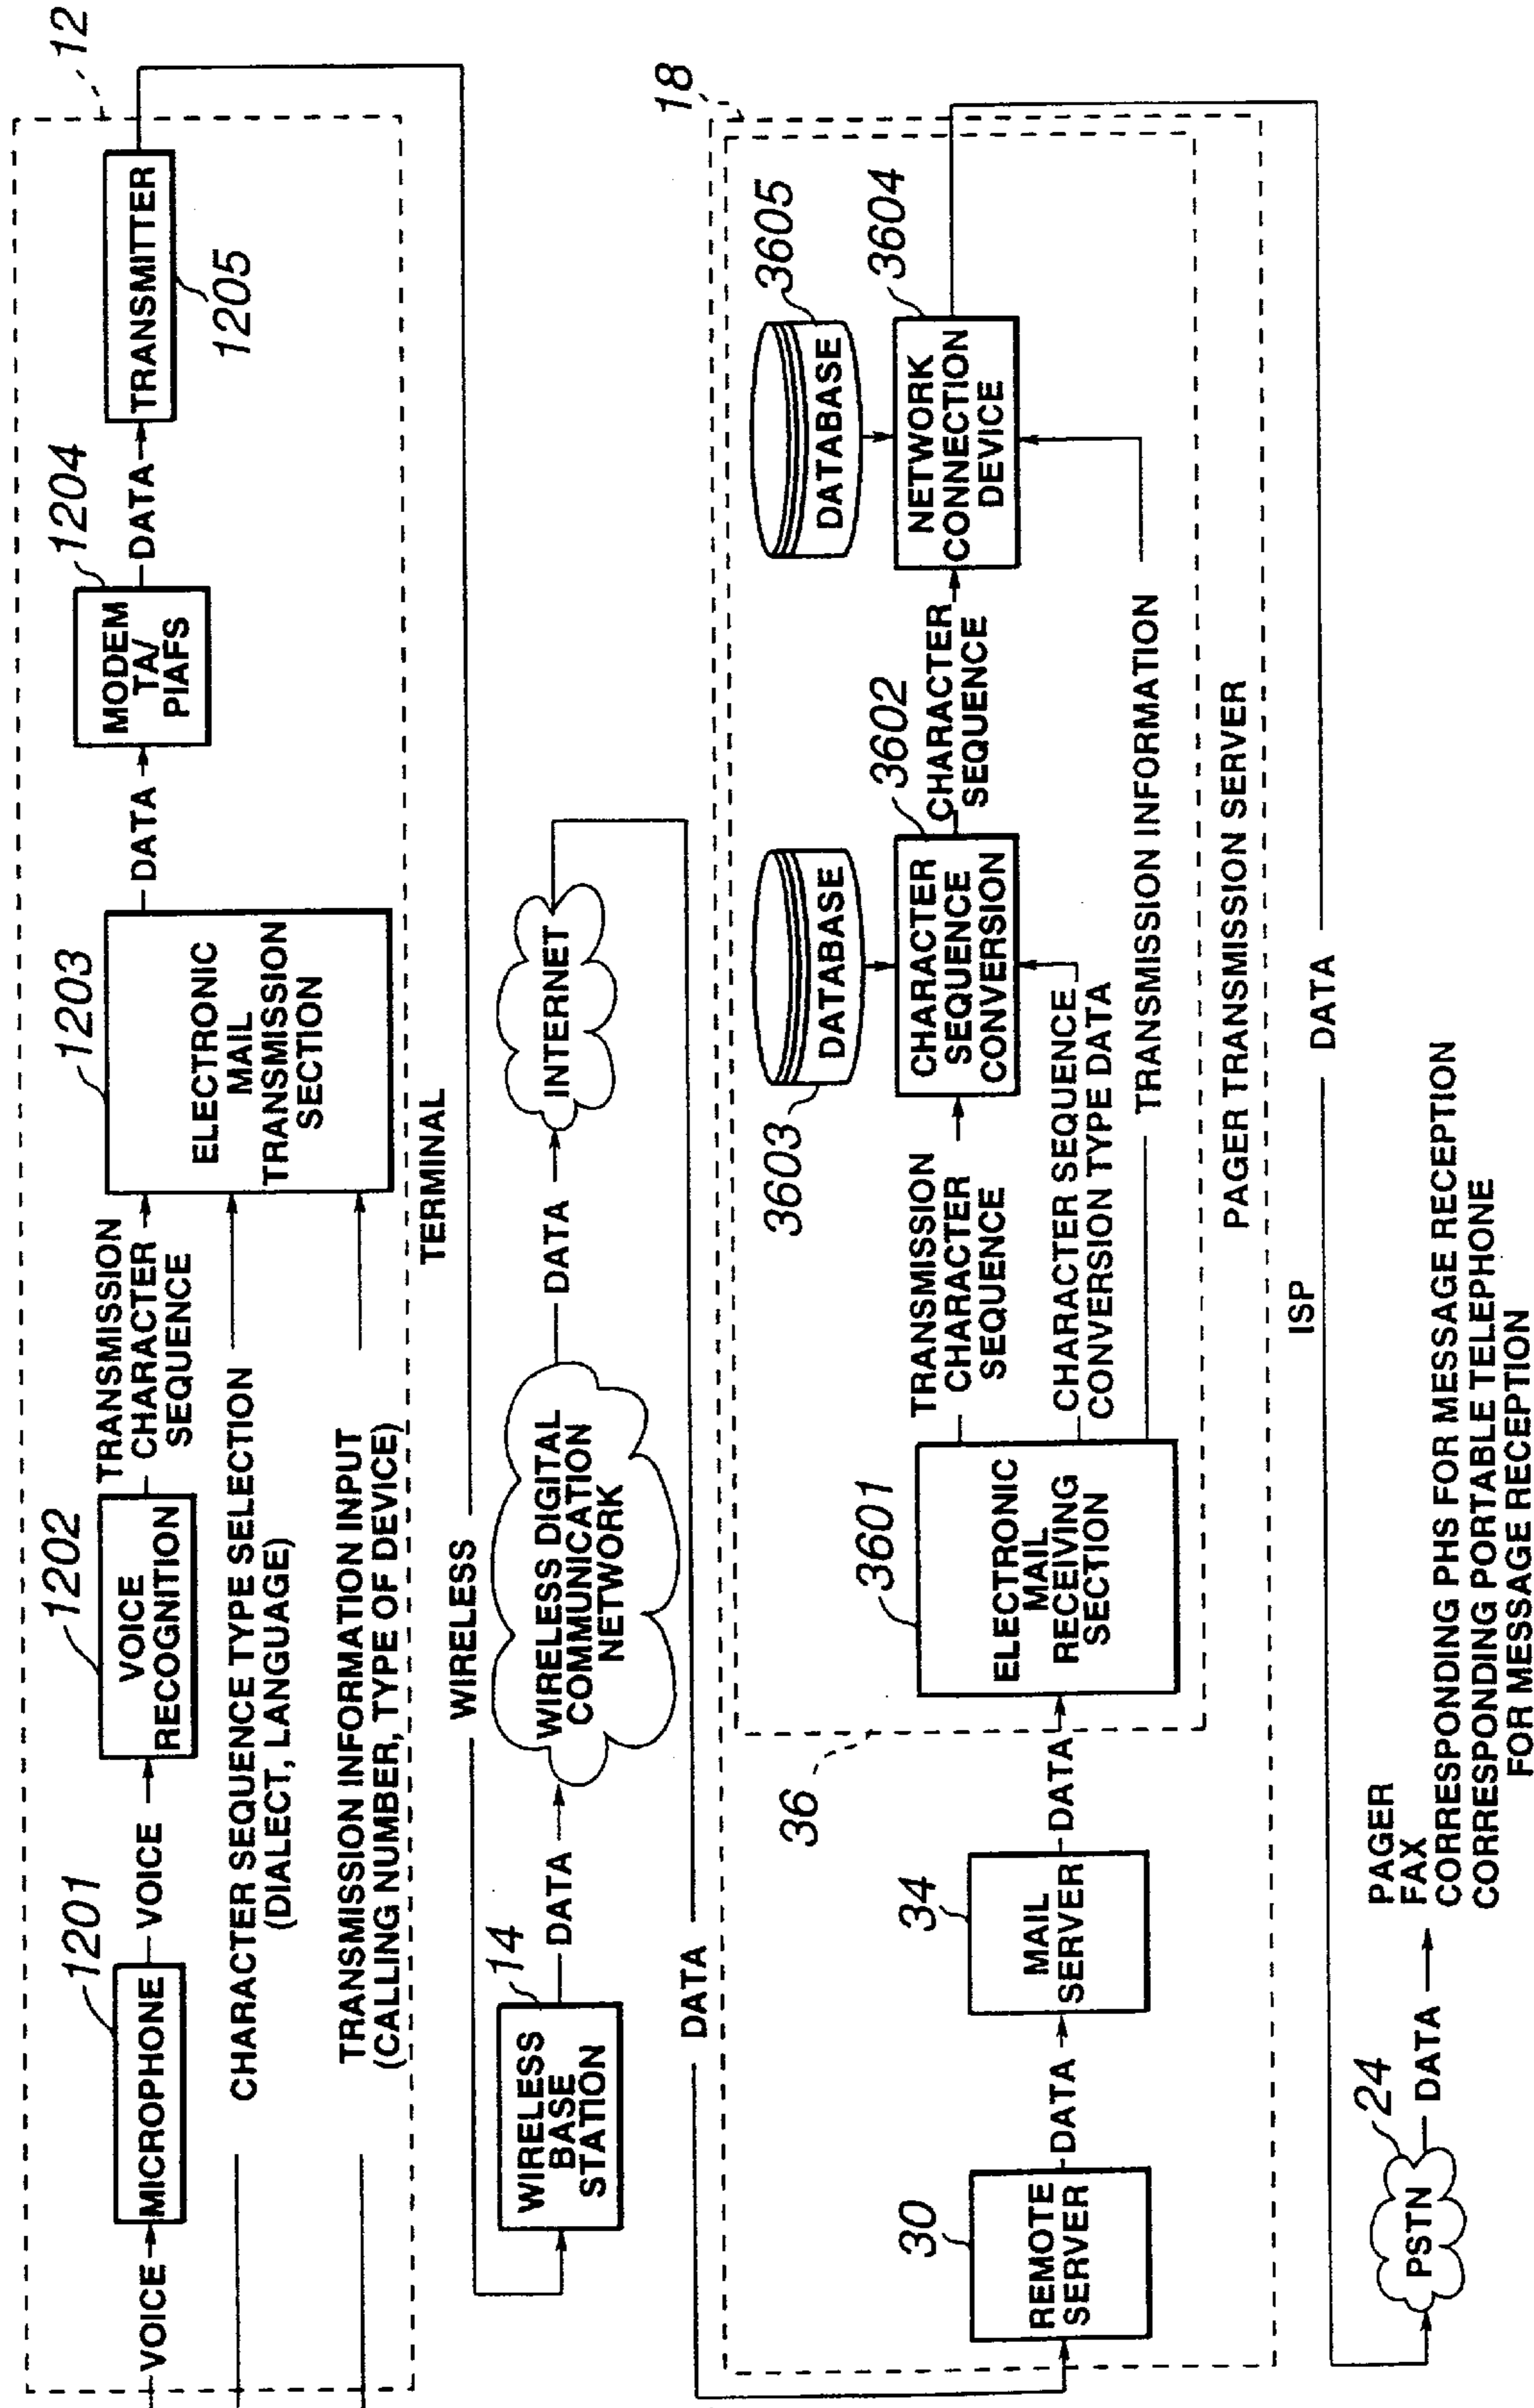 12
VOICE
MICROPHONE
1201
VOICE
VOICE
RECOGNITION
1202
TRANSMISSION
CHARACTER
SEQUENCE
CHARACTER SEQUENCE TYPE SELECTION
(DIALECT, LANGUAGE)
TRANSMISSION INFORMATION INPUT
(CALLING NUMBER, TYPE OF DEVICE)
ELECTRONIC
MAIL
TRANSMISSION
SECTION
1203
DATA
MODEM
TA/
PIAFS
1204
DATA
TRANSMITTER
1205
TERMINAL
WIRELESS
WIRELESS
BASE
STATION
14
DATA
WIRELESS DIGITAL
COMMUNICATION
NETWORK
DATA
INTERNET
DATA
18
REMOTE
SERVER
30
DATA
MAIL
SERVER
34
DATA
36
ELECTRONIC
MAIL
RECEIVING
SECTION
3601
TRANSMISSION
CHARACTER
SEQUENCE
CHARACTER SEQUENCE
CONVERSION TYPE DATA
TRANSMISSION INFORMATION
DATABASE
3603
CHARACTER
SEQUENCE
CONVERSION
3602
CHARACTER
SEQUENCE
DATABASE
3605
NETWORK
CONNECTION
DEVICE
3604
PAGER TRANSMISSION SERVER
ISP
DATA
PSTN
24
DATA
PAGER
FAX
CORRESPONDING PHS FOR MESSAGE RECEPTION
CORRESPONDING PORTABLE TELEPHONE
FOR MESSAGE RECEPTION